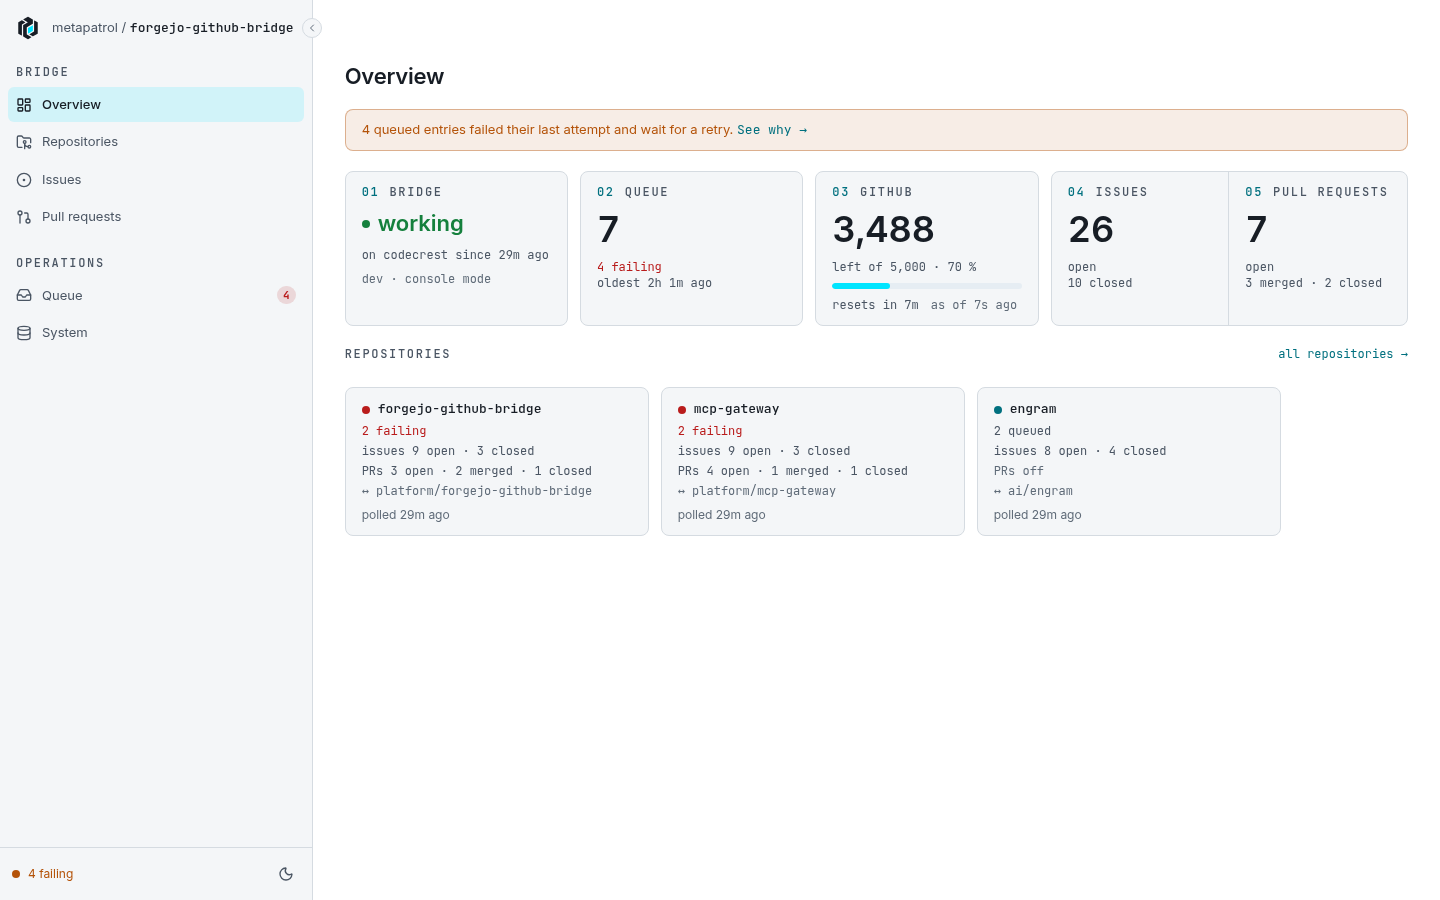 metapatrol / forgejo-github-bridge
BRIDGE
Overview
Repositories
Issues
Pull requests
OPERATIONS
Queue 4
System
4 failing
Overview
4 queued entries failed their last attempt and wait for a retry. See why →
01 BRIDGE
working
on codecrest since 29m ago
dev · console mode
02 QUEUE
7
4 failing
oldest 2h 1m ago
03 GITHUB
3,488
left of 5,000 · 70 %
resets in 7m as of 7s ago
04 ISSUES
26
open
10 closed
05 PULL REQUESTS
7
open
3 merged · 2 closed
REPOSITORIES
all repositories →
forgejo-github-bridge
2 failing
issues 9 open · 3 closed
PRs 3 open · 2 merged · 1 closed
↔ platform/forgejo-github-bridge
polled 29m ago
mcp-gateway
2 failing
issues 9 open · 3 closed
PRs 4 open · 1 merged · 1 closed
↔ platform/mcp-gateway
polled 29m ago
engram
2 queued
issues 8 open · 4 closed
PRs off
↔ ai/engram
polled 29m ago